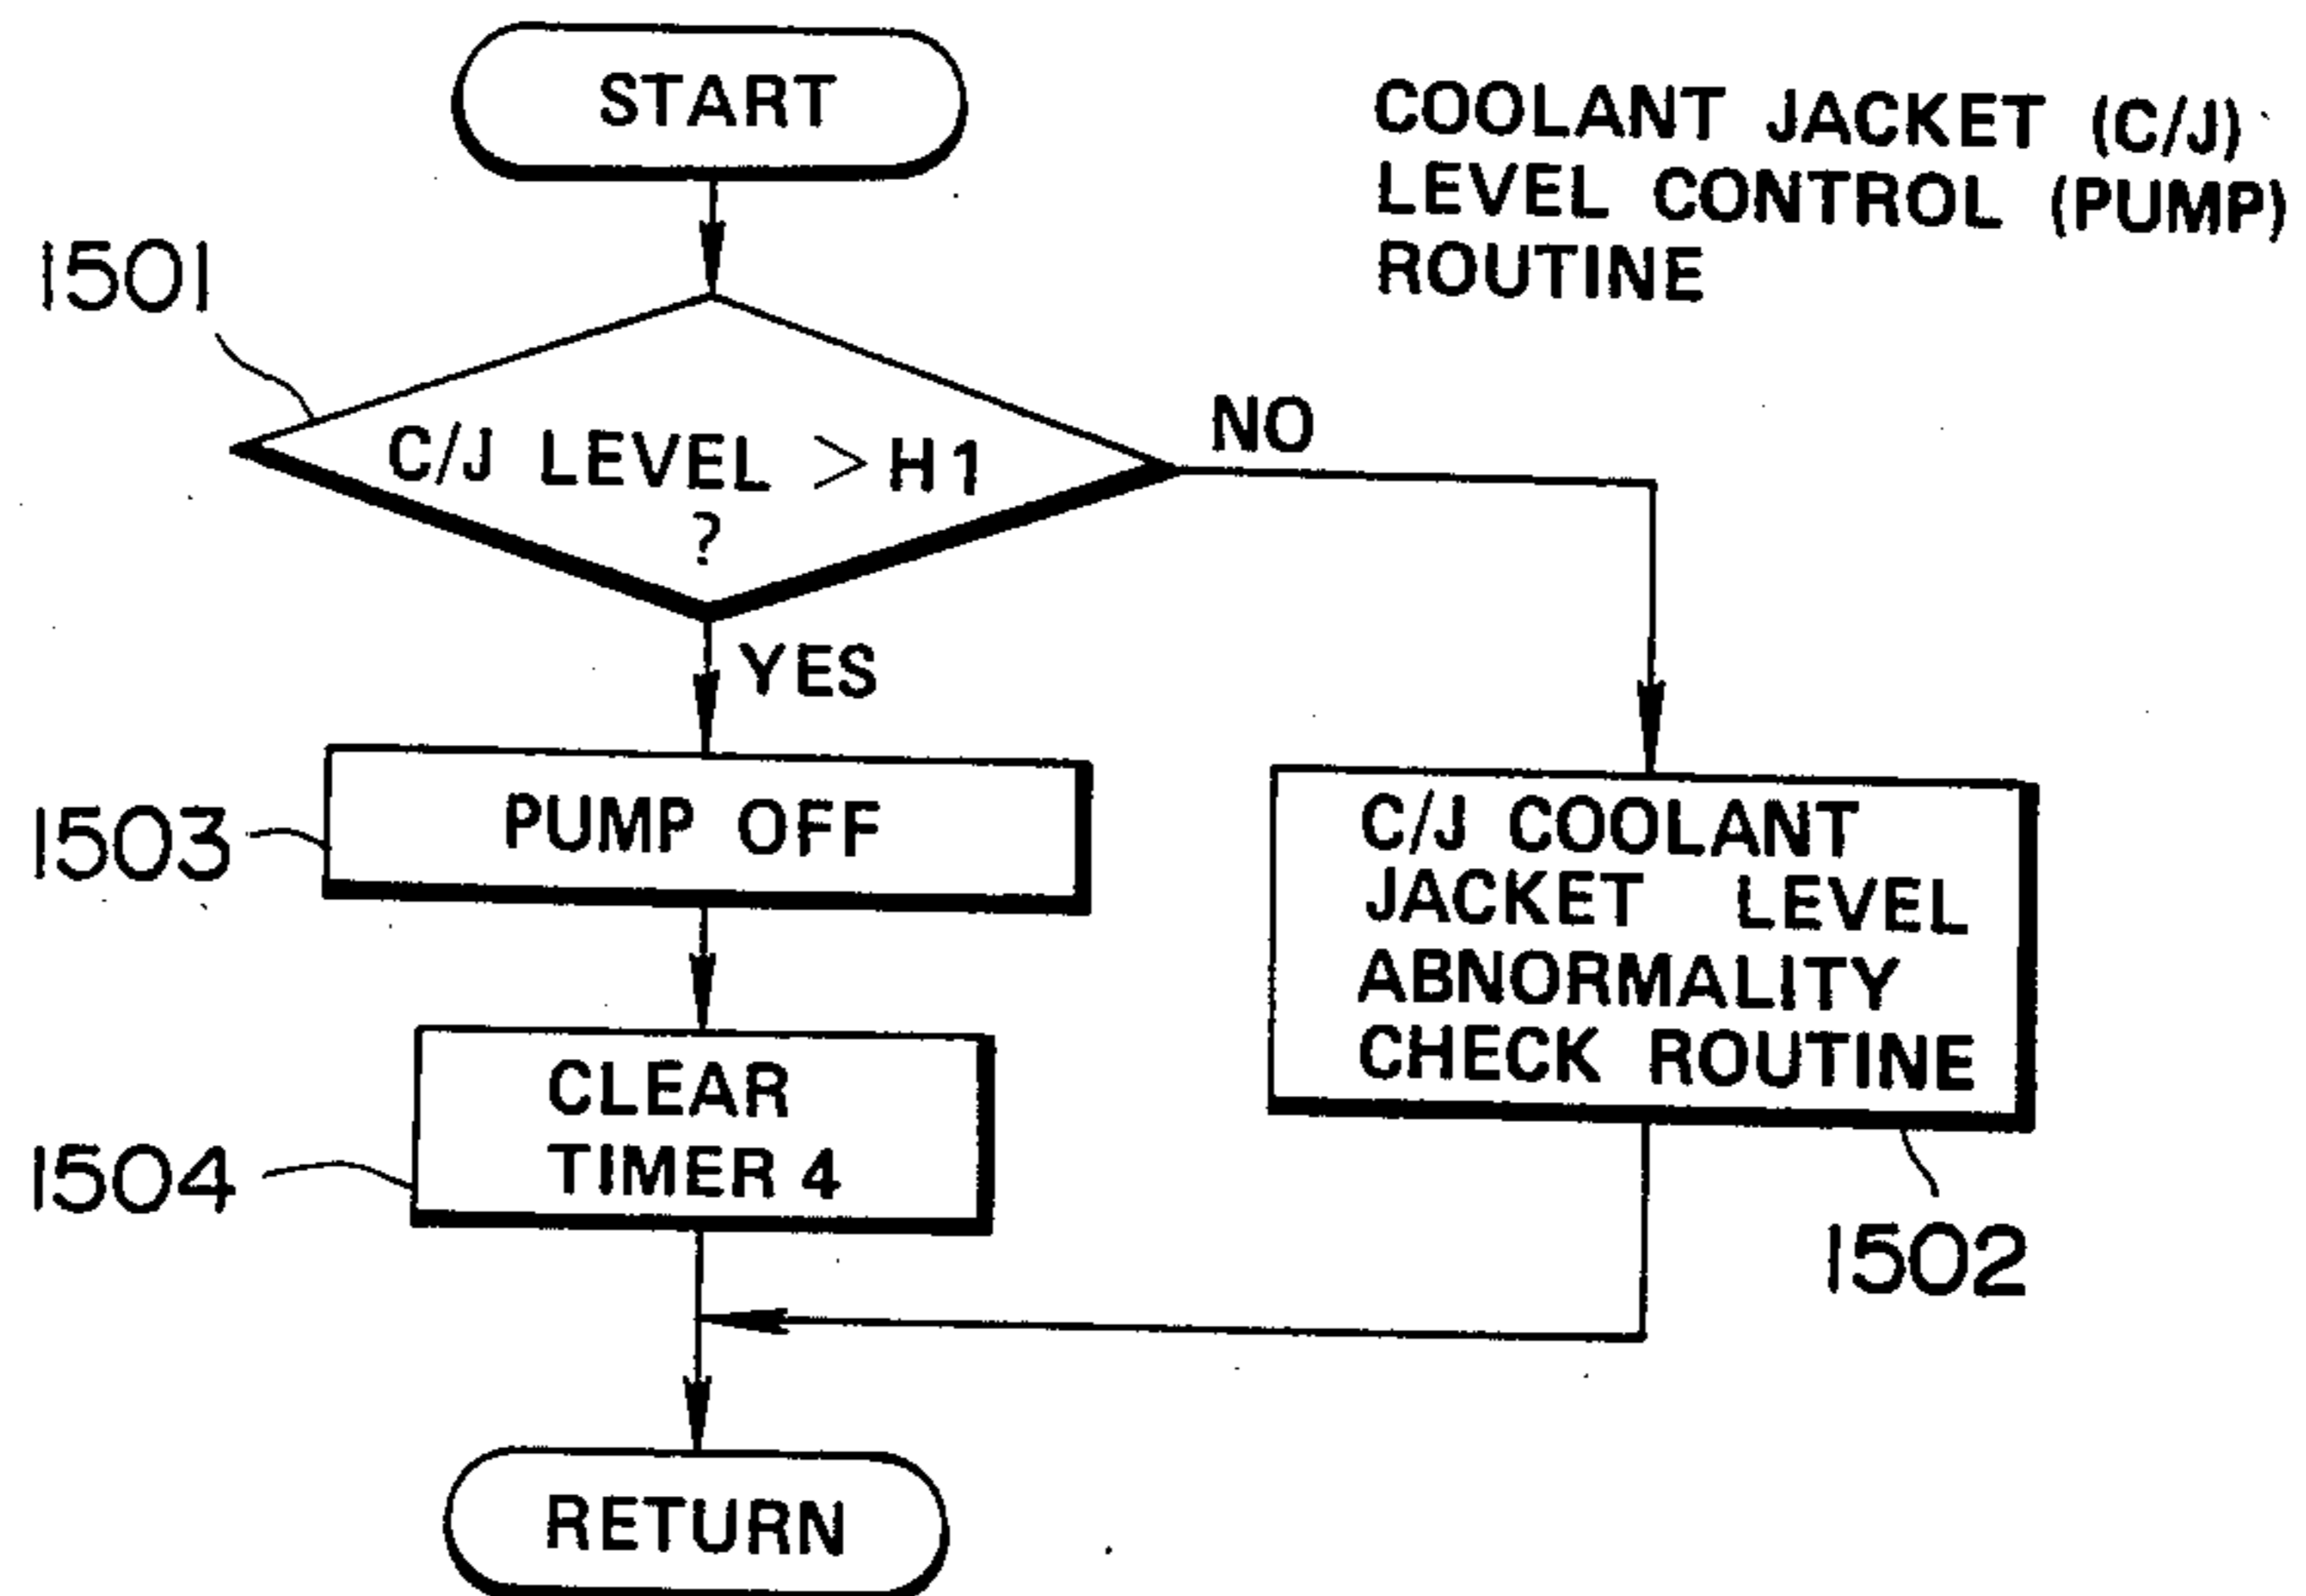 START
COOLANT JACKET (C/J)
LEVEL CONTROL (PUMP)
ROUTINE
1501
C/J LEVEL > H1
?
NO
YES
1503
PUMP OFF
C/J COOLANT
JACKET LEVEL
ABNORMALITY
CHECK ROUTINE
1504
CLEAR
TIMER 4
1502
RETURN